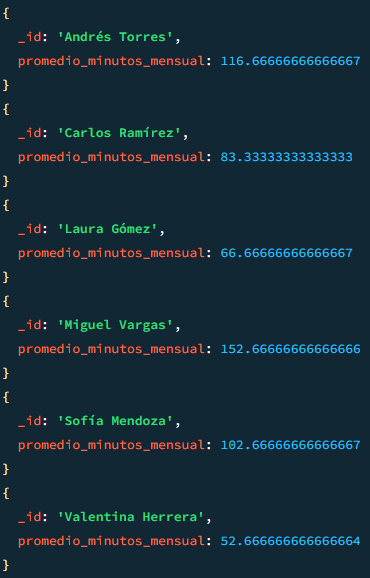 {
_id: 'Andrés Torres',
promedio_minutos_mensual: 116.66666666666667
}
{
_id: 'Carlos Ramírez',
promedio_minutos_mensual: 83.33333333333333
}
{
_id: 'Laura Gómez',
promedio_minutos_mensual: 66.66666666666667
}
{
_id: 'Miguel Vargas',
promedio_minutos_mensual: 152.66666666666666
}
{
_id: 'Sofía Mendoza',
promedio_minutos_mensual: 102.66666666666667
}
{
_id: 'Valentina Herrera',
promedio_minutos_mensual: 52.666666666666664
}